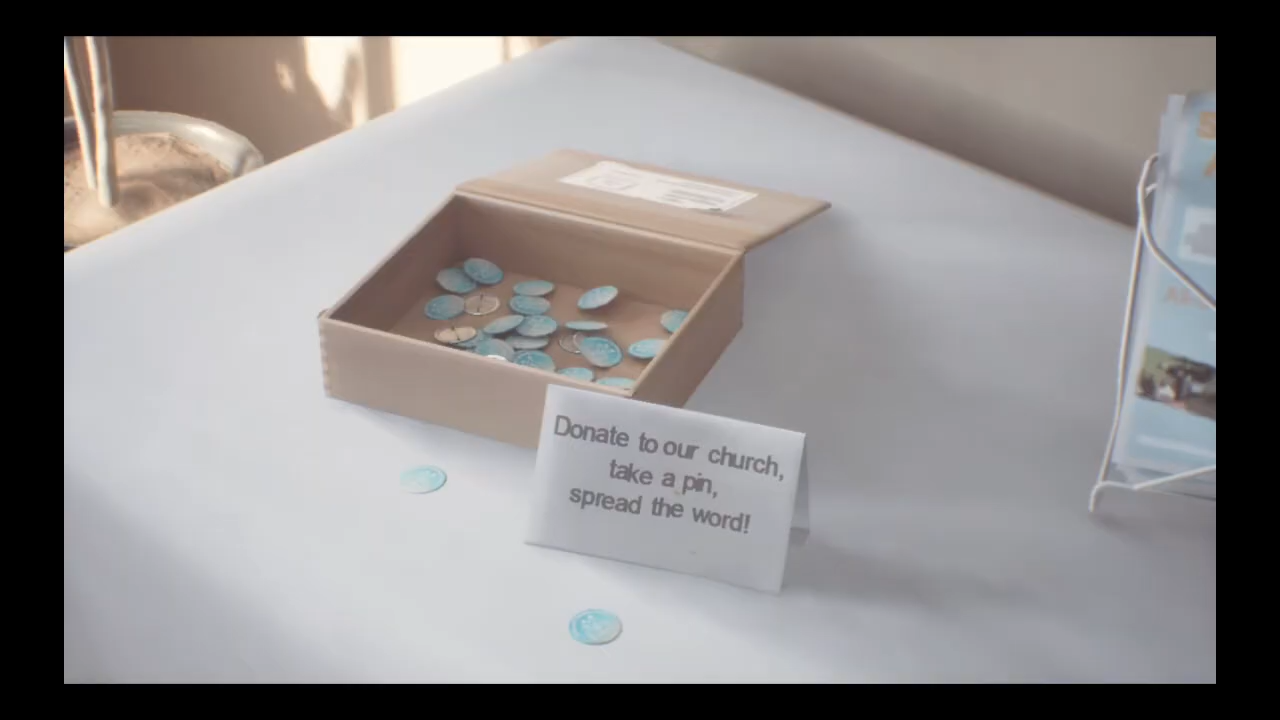 Donate to our church,
take a pin,
spread the word!